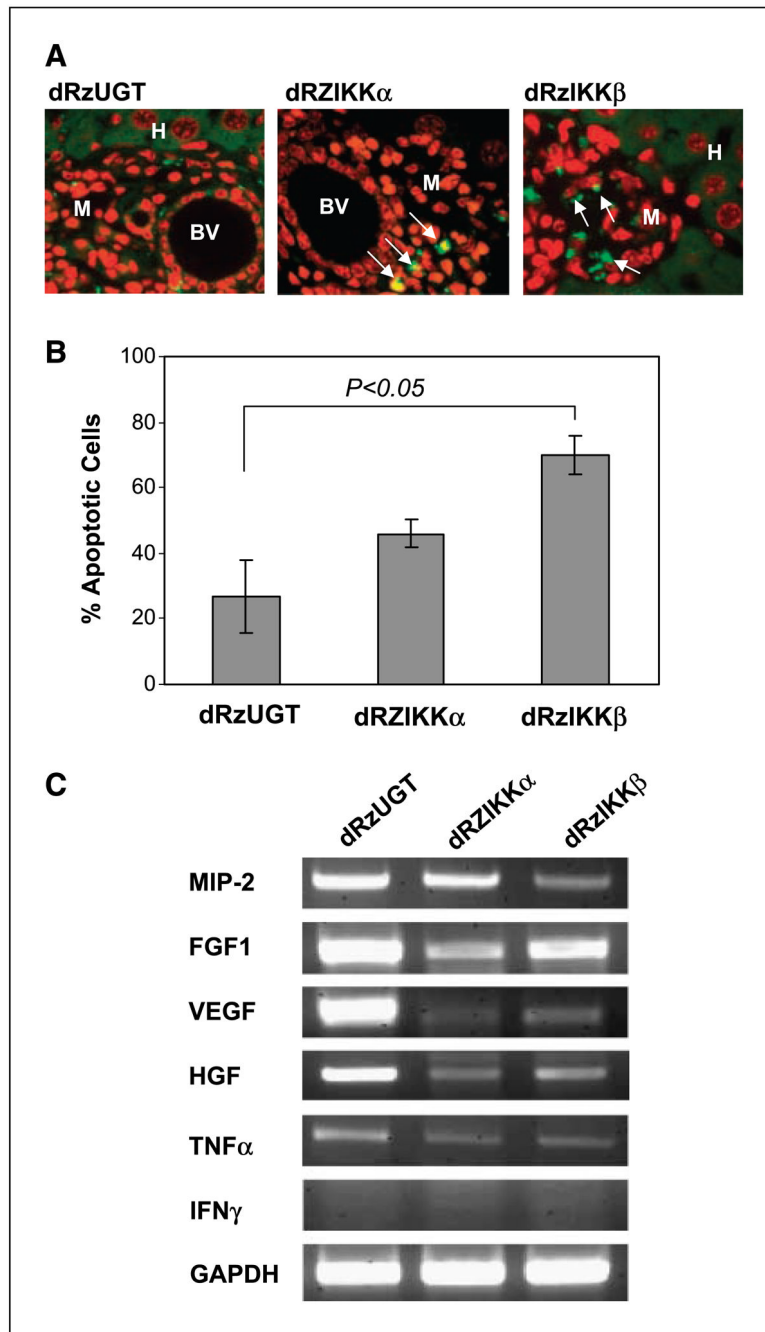 A
dRzUGT
dRZIKKα
dRzIKKβ
H
M
BV
BV
M
H
M
B
% Apoptotic Cells
100
80
60
40
20
0
P<0.05
dRzUGT
dRZIKKα
dRzIKKβ
C
dRzUGT
dRZIKKα
dRzIKKβ
MIP-2
FGF1
VEGF
HGF
TNFα
IFNγ
GAPDH